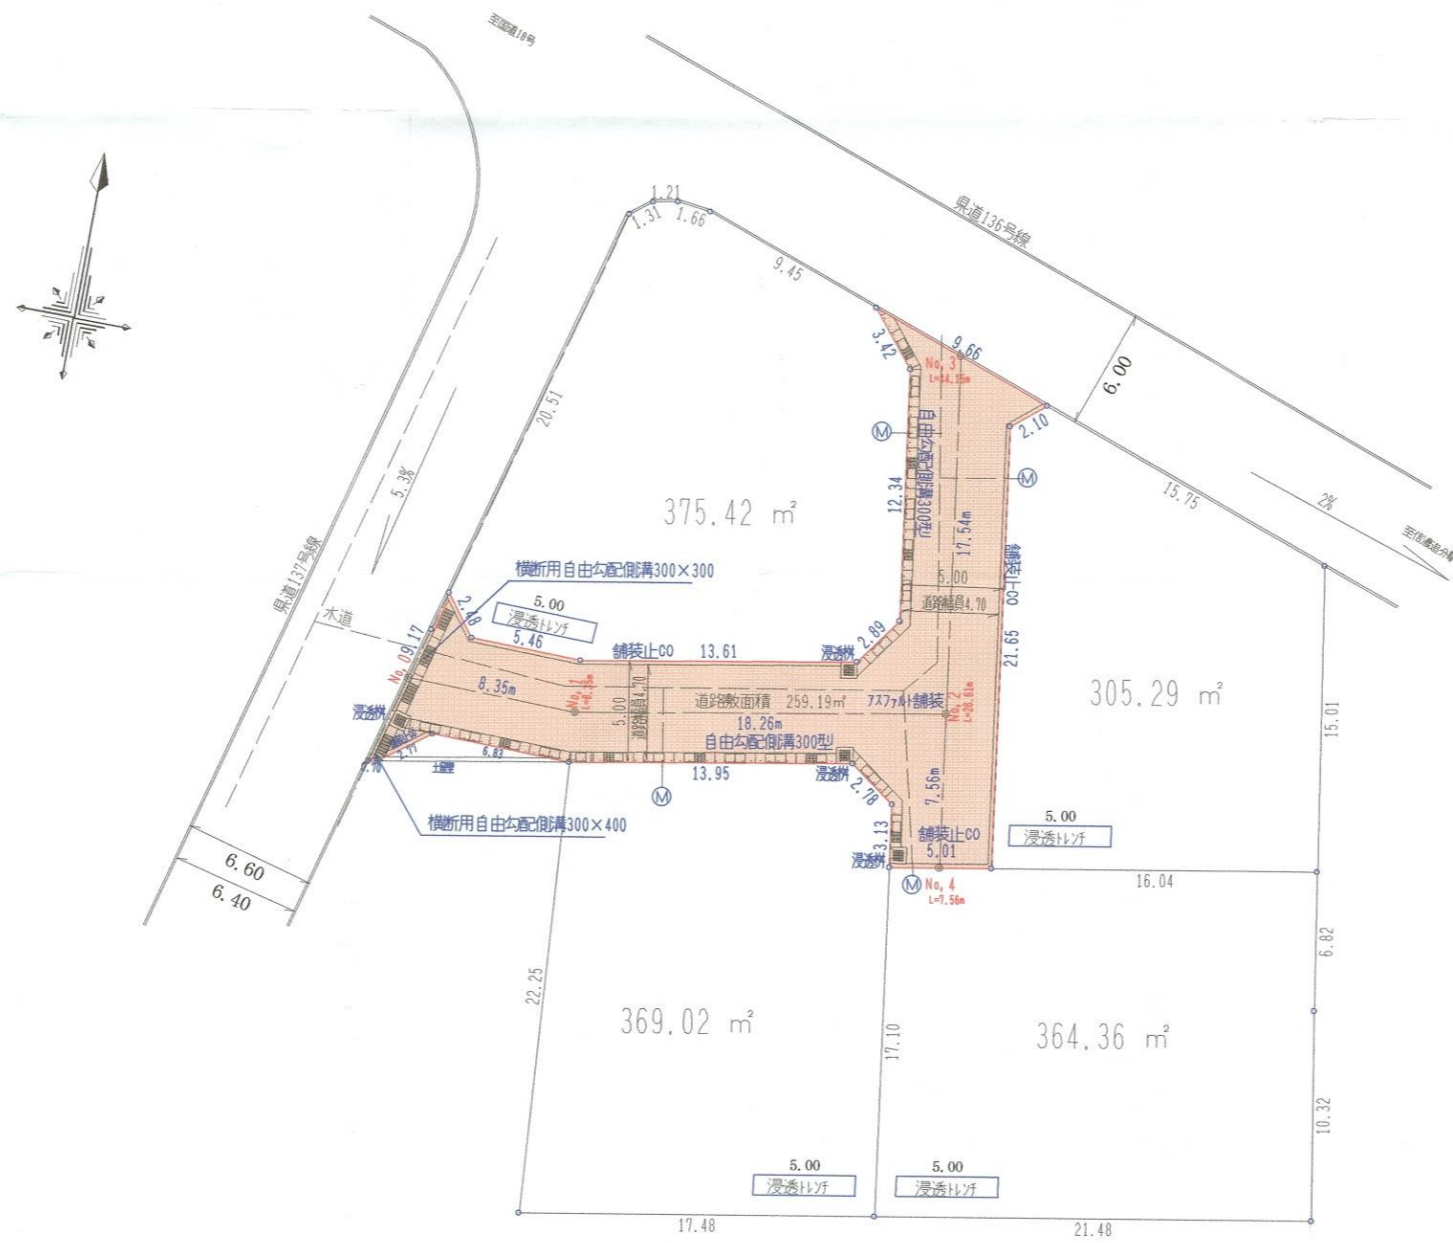 至国道18号
県道136号線
1.21
1.31
1.66
9.45
3.42
9.66
No, 3
L=44.15m
6.00
2.10
20.51
5.3%
自由勾配側溝300型
12.34
375.42 ㎡
17.54m
15.75
2%
県道137号線
横断用自由勾配側溝300×300
舗装止CO
5.00
道路幅員4.70
水道
2.48
5.00
浸透トレンチ
5.46
9.17
舗装止CO
13.61
浸透桝
2.89
21.65
No, 0
8.35m
No, 1
5.00
道路幅員4.70
道路敷面積 259.19㎡
アスファルト舗装
No, 2
L=26.61m
305.29 ㎡
15.01
浸透桝
18.26m
自由勾配側溝300型
2.77
6.83
13.95
浸透桝
2.78
7.56m
M
M
M
横断用自由勾配側溝300×400
3.13
舗装止CO
5.01
浸透桝
M
No, 4
L=7.56m
5.00
浸透トレンチ
16.04
6.60
6.40
22.25
369.02 ㎡
17.10
364.36 ㎡
6.82
10.32
5.00
浸透トレンチ
5.00
浸透トレンチ
17.48
21.48